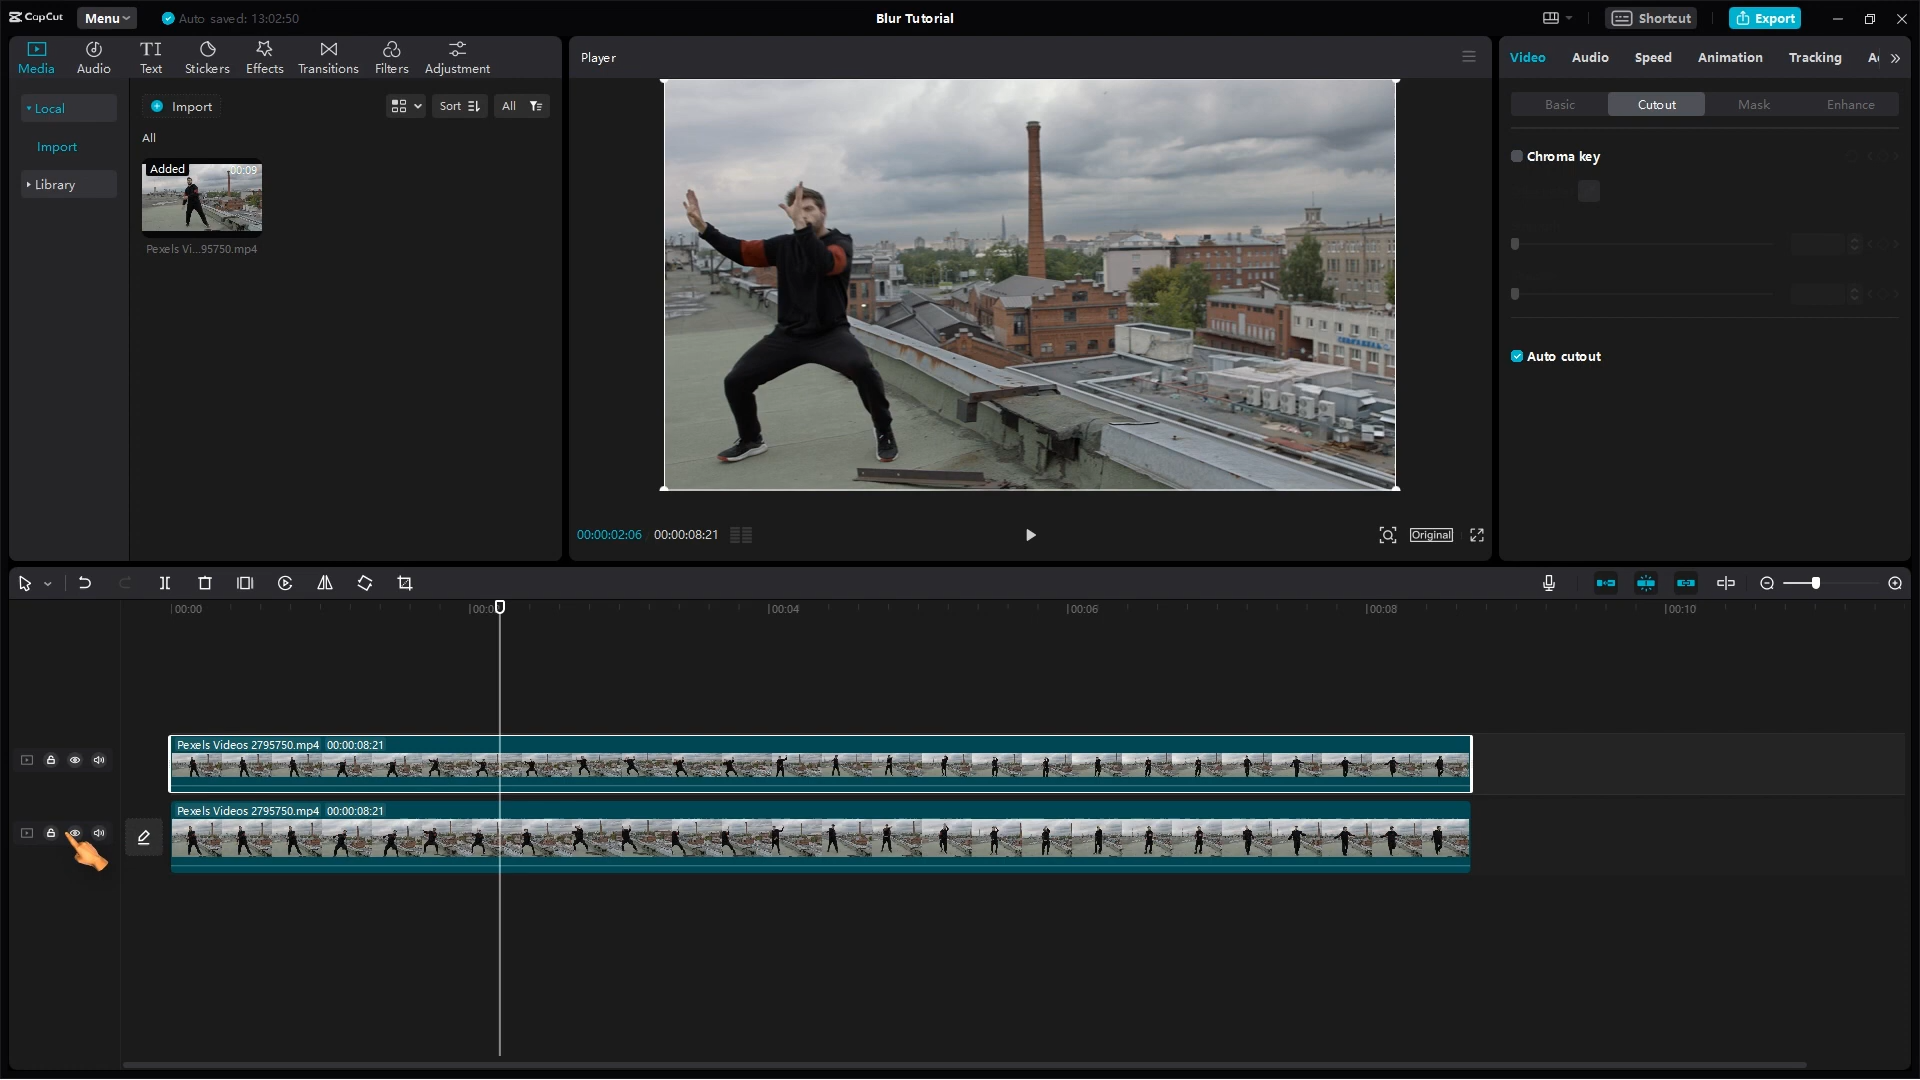 CapCut
Menu
Auto saved: 13:02:50
Blur Tutorial
Shortcut
Export
Media
Audio
Text
Stickers
Effects
Transitions
Filters
Adjustment
Local
Import
Library
Import
Sort
All
All
Added
00:09
Pexels Vi...95750.mp4
Player
00:00:02:06
00:00:08:21
Original
Video
Audio
Speed
Animation
Tracking
Basic
Cutout
Mask
Enhance
Chroma key
Auto cutout
00:00
00:04
00:06
00:08
00:10
Pexels Videos 2795750.mp4 00:00:08:21
Pexels Videos 2795750.mp4 00:00:08:21